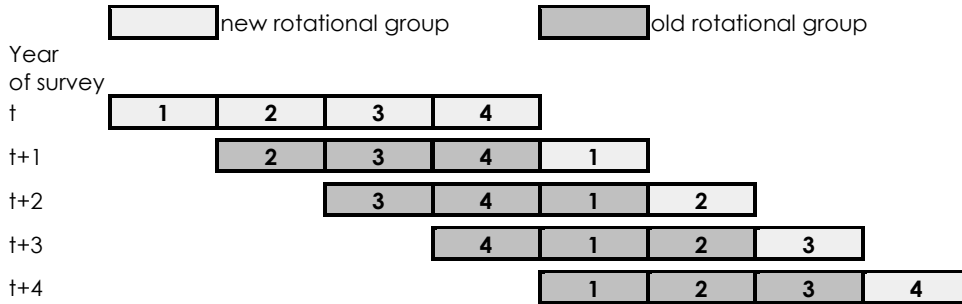 new rotational group old rotational group
Year
of survey
t 1 2 3 4
t+1 2 3 4 1
t+2 3 4 1 2
t+3 4 1 2 3
t+4 1 2 3 4